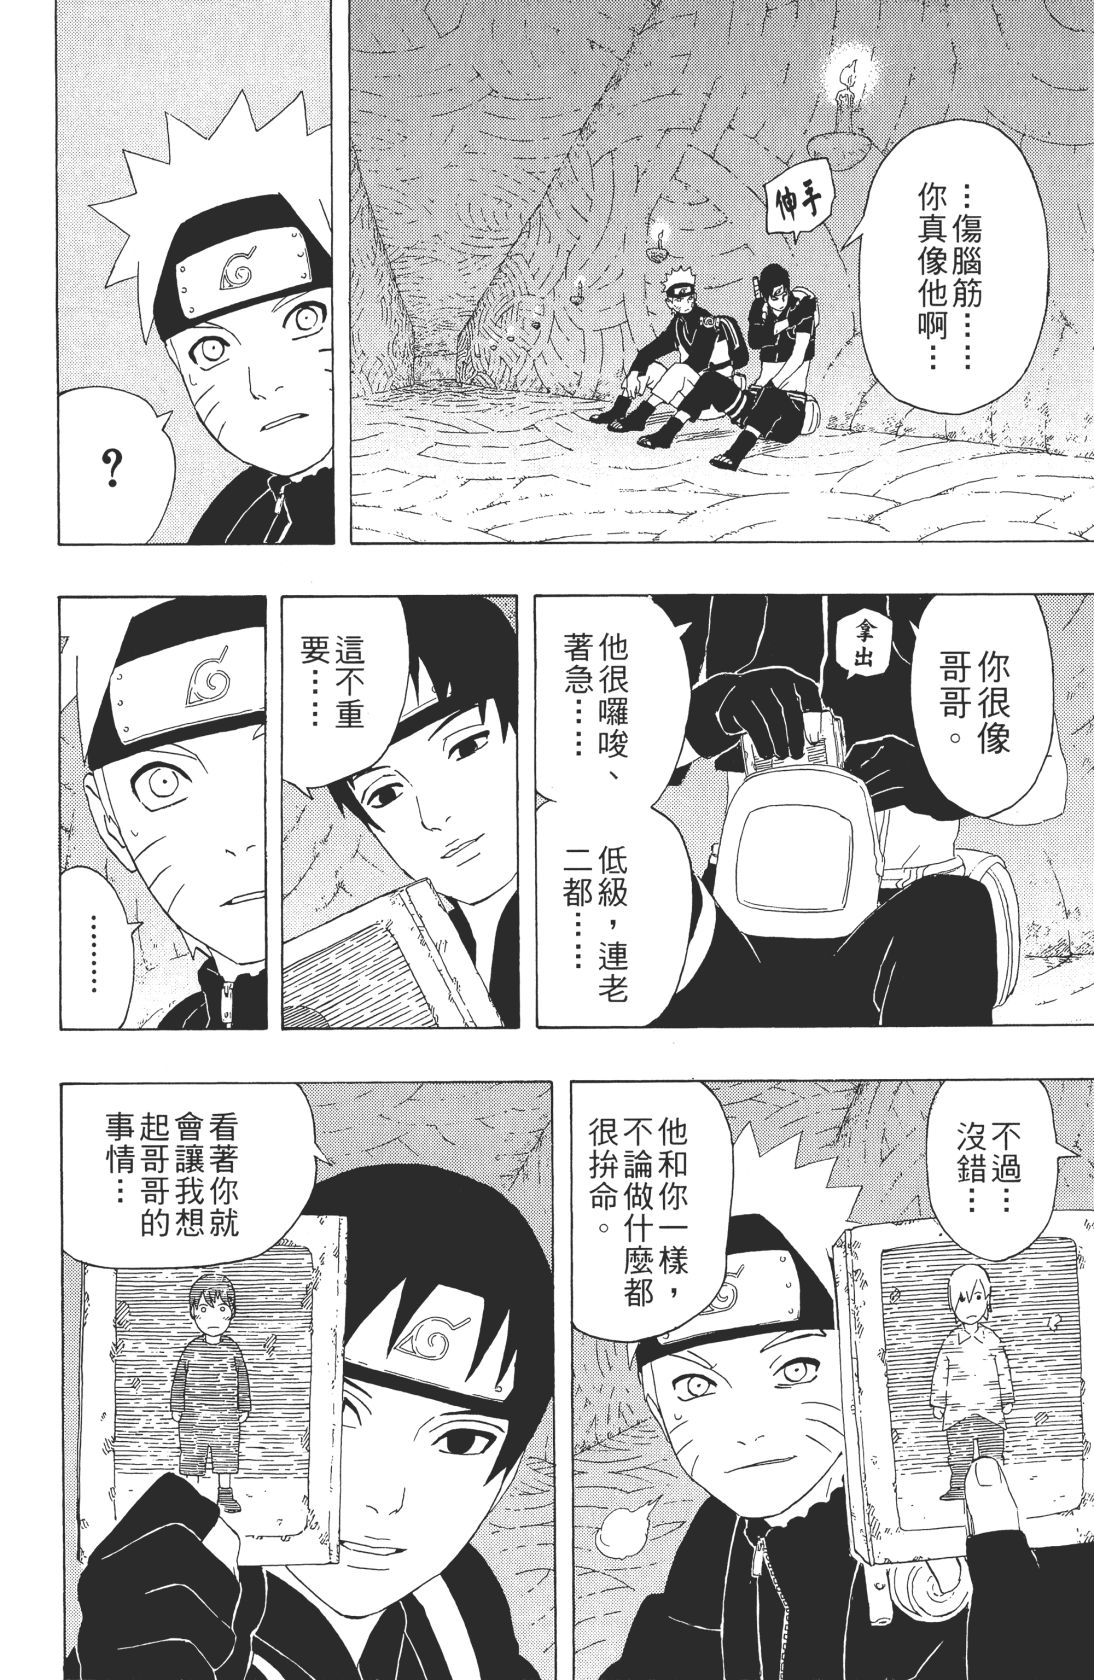 …傷腦筋……
你真像他啊…
伸手
？
你很像
哥哥。
拿出
他很囉唆、
著急……
低級，連老
二都……
這不重
要……
………
不過…
沒錯…
他和你一樣，
不論做什麼都
很拚命。
看著你就
會讓我想
起哥哥的
事情…